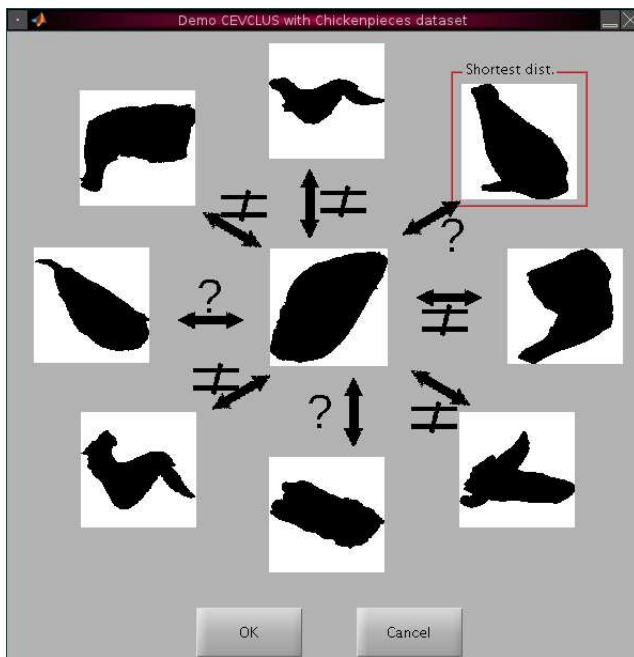 Demo CEVCLUS with Chickenpieces dataset
Shortest dist.
≠
≠
?
?
≠
≠
?
≠
OK
Cancel